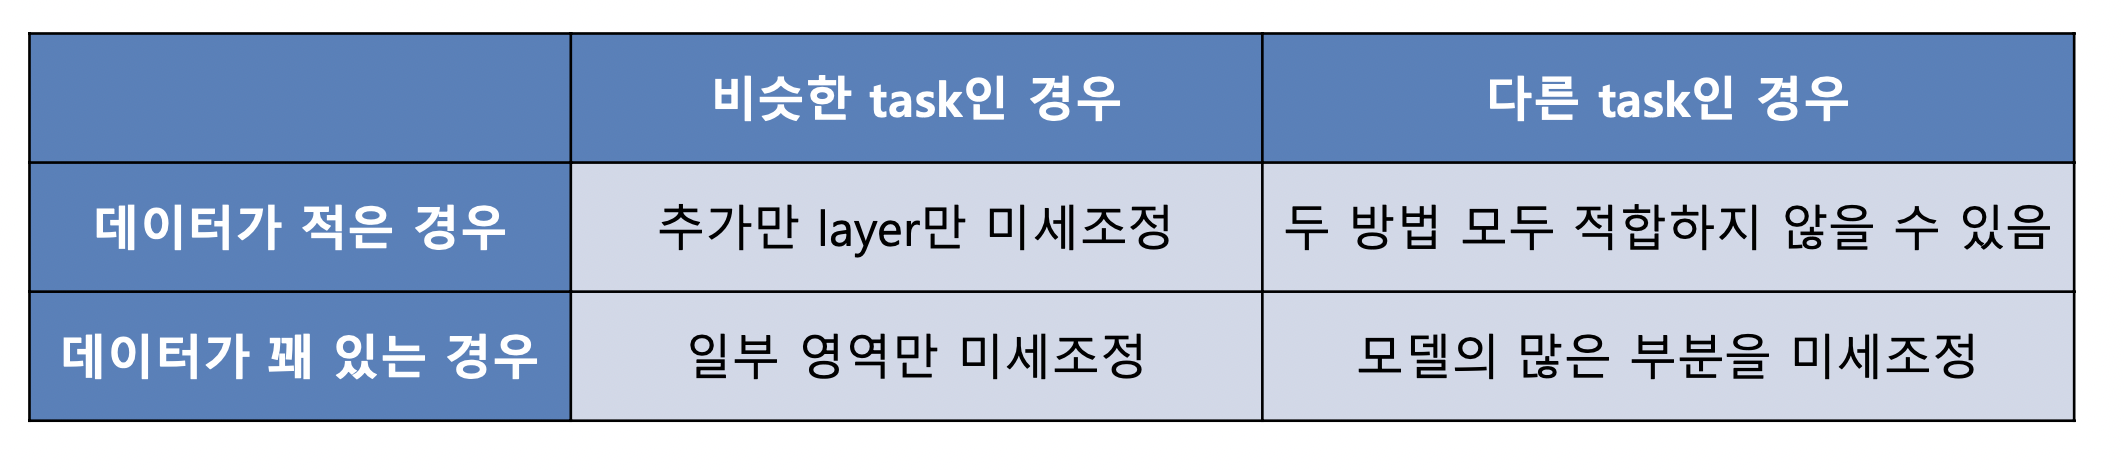 비슷한 task인 경우
다른 task인 경우
데이터가 적은 경우
추가만 layer만 미세조정
두 방법 모두 적합하지 않을 수 있음
데이터가 꽤 있는 경우
일부 영역만 미세조정
모델의 많은 부분을 미세조정